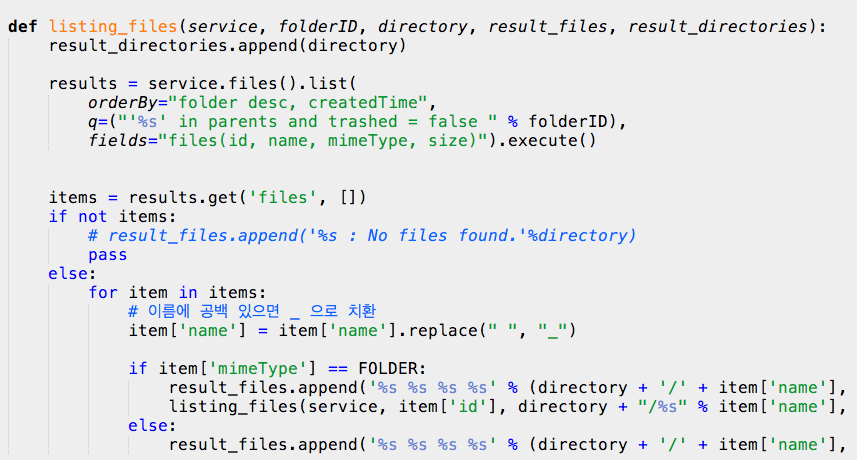 def listing_files(service, folderID, directory, result_files, result_directories):
    result_directories.append(directory)
    results = service.files().list(
        orderBy="folder desc, createdTime",
        q=("'%s' in parents and trashed = false " % folderID),
        fields="files(id, name, mimeType, size)").execute()
    items = results.get('files', [])
    if not items:
        # result_files.append('%s : No files found.'%directory)
        pass
    else:
        for item in items:
            # 이름에 공백 있으면 _ 으로 치환
            item['name'] = item['name'].replace(" ", "_")
            if item['mimeType'] == FOLDER:
                result_files.append('%s %s %s %s' % (directory + '/' + item['name'],
                listing_files(service, item['id'], directory + "/%s" % item['name'],
            else:
                result_files.append('%s %s %s %s' % (directory + '/' + item['name'],